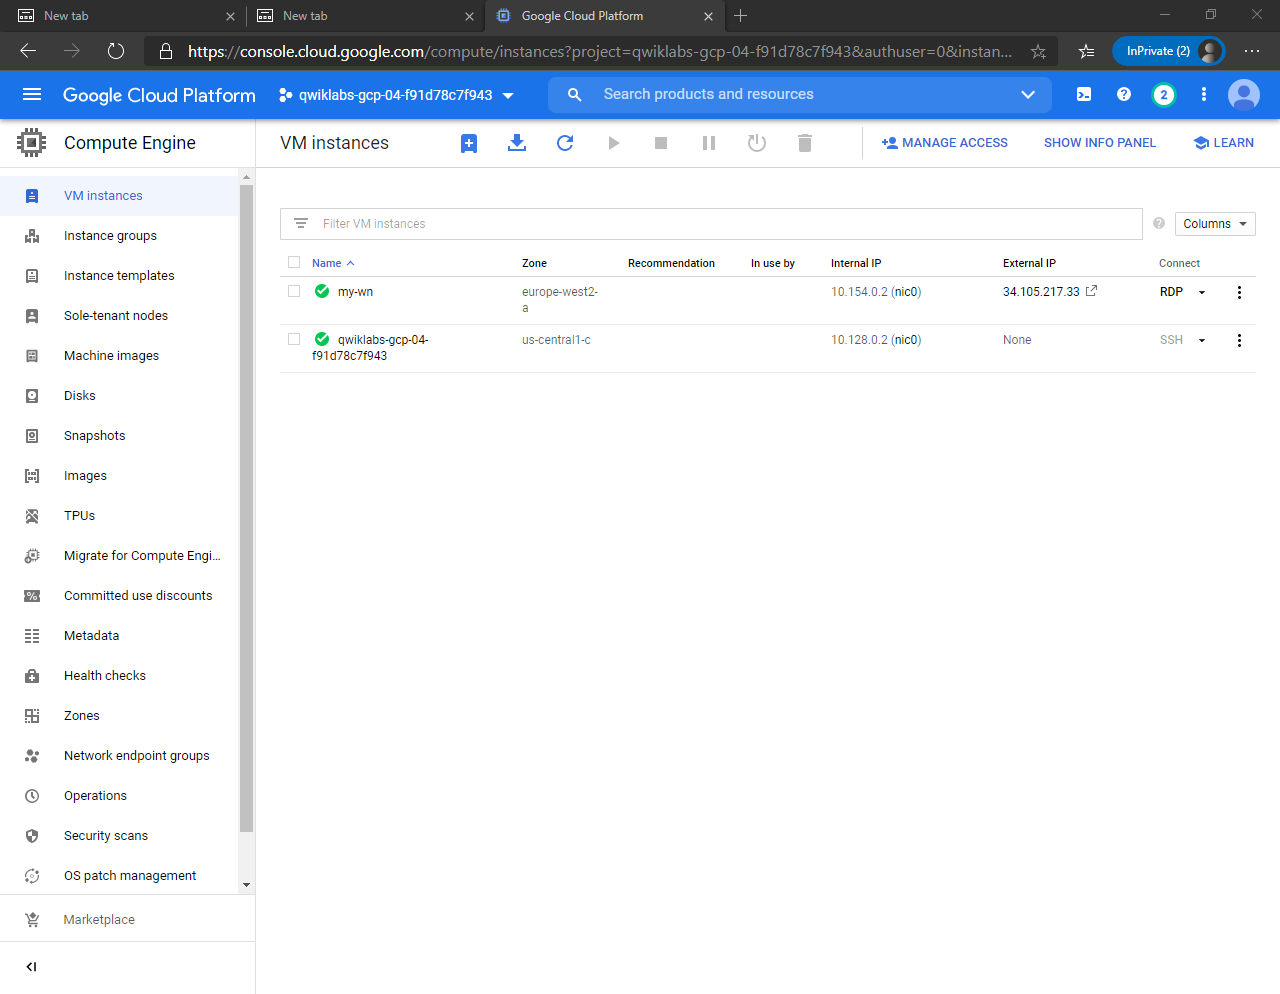 New tab
New tab
Google Cloud Platform
https://console.cloud.google.com/compute/instances?project=qwiklabs-gcp-04-f91d78c7f943&authuser=0&instan...
InPrivate (2)
Google Cloud Platform
qwiklabs-gcp-04-f91d78c7f943
Search products and resources
2
Compute Engine
VM instances
MANAGE ACCESS
SHOW INFO PANEL
LEARN
VM instances
Instance groups
Instance templates
Sole-tenant nodes
Machine images
Disks
Snapshots
Images
TPUs
Migrate for Compute Engi...
Committed use discounts
Metadata
Health checks
Zones
Network endpoint groups
Operations
Security scans
OS patch management
Marketplace
Filter VM instances
Columns
Name Zone Recommendation In use by Internal IP External IP Connect
my-wn europe-west2- 10.154.0.2 (nic0) 34.105.217.33 RDP
a
qwiklabs-gcp-04- us-central1-c 10.128.0.2 (nic0) None SSH
f91d78c7f943